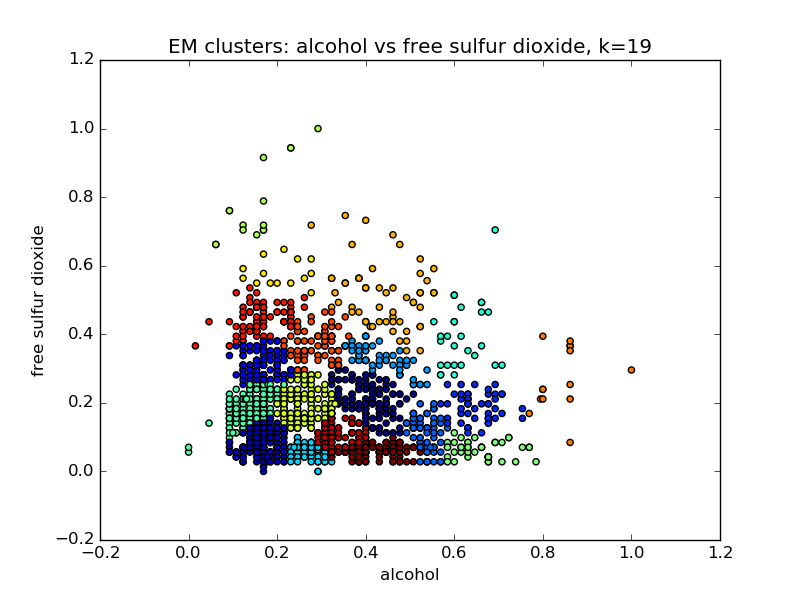 EM clusters: alcohol vs free sulfur dioxide, k=19
1.2
1.0
0.8
0.6
0.4
0.2
0.0
−0.2
free sulfur dioxide
−0.2 0.0 0.2 0.4 0.6 0.8 1.0 1.2
alcohol